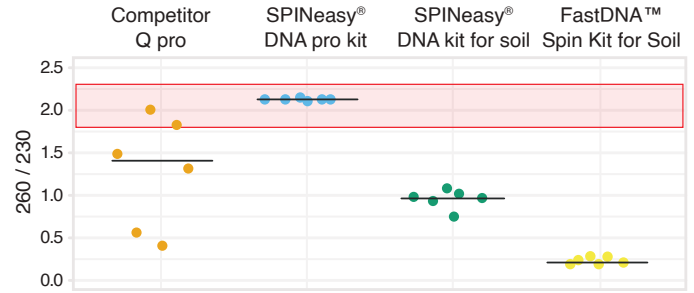 Competitor
Q pro
SPINeasy®
DNA pro kit
SPINeasy®
DNA kit for soil
FastDNA™
Spin Kit for Soil
260 / 230
2.5
2.0
1.5
1.0
0.5
0.0